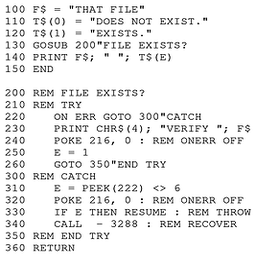 100 F$ = "THAT FILE"
110 T$(0) = "DOES NOT EXIST."
120 T$(1) = "EXISTS."
130 GOSUB 200"FILE EXISTS?
140 PRINT F$; " "; T$(E)
150 END
200 REM FILE EXISTS?
210 REM TRY
220     ON ERR GOTO 300"CATCH
230     PRINT CHR$(4); "VERIFY "; F$
240     POKE 216, 0 : REM ONERR OFF
250     E = 1
260     GOTO 350"END TRY
300 REM CATCH
310     E = PEEK(222) <> 6
320     POKE 216, 0 : REM ONERR OFF
330     IF E THEN RESUME : REM THROW
340     CALL  - 3288 : REM RECOVER
350 REM END TRY
360 RETURN